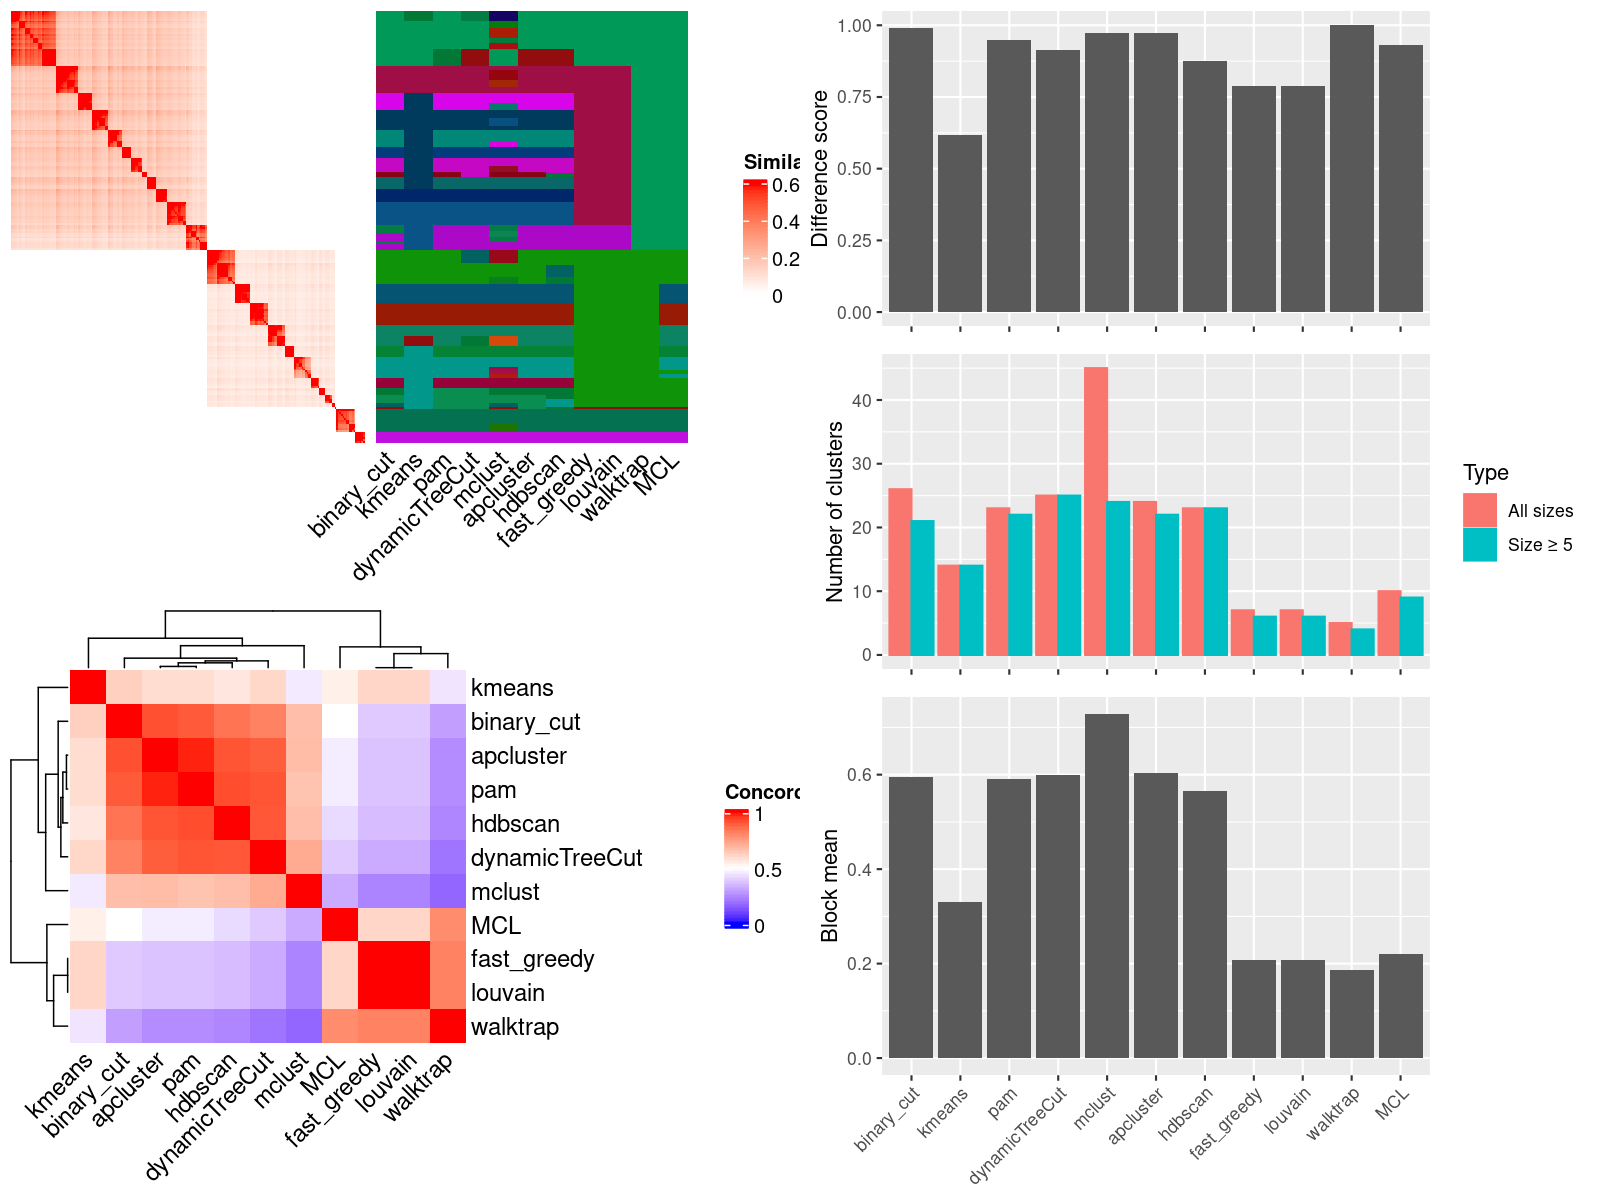 Simila
0.6
0.4
0.2
0
binary_cut
kmeans
pam
dynamicTreeCut
mclust
apcluster
hdbscan
fast_greedy
louvain
walktrap
MCL
Difference score
1.00
0.75
0.50
0.25
0.00
Number of clusters
40
30
20
10
0
Type
All sizes
Size ≥ 5
kmeans
binary_cut
apcluster
pam
hdbscan
dynamicTreeCut
mclust
MCL
fast_greedy
louvain
walktrap
kmeans
binary_cut
apcluster
pam
hdbscan
dynamicTreeCut
mclust
MCL
fast_greedy
louvain
walktrap
Concord
1
0.5
0
Block mean
0.6
0.4
0.2
0.0
binary_cut
kmeans
pam
dynamicTreeCut
mclust
apcluster
hdbscan
fast_greedy
louvain
walktrap
MCL